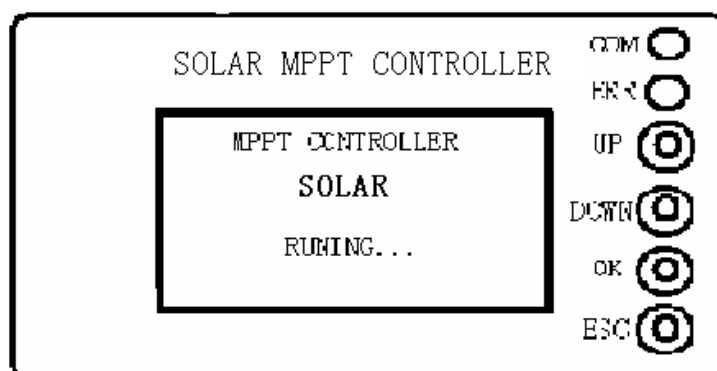 SOLAR MPPT CONTROLLER
MPPT CONTROLLER
SOLAR
RUNING...
COM
ERR
UP
DOWN
OK
ESC